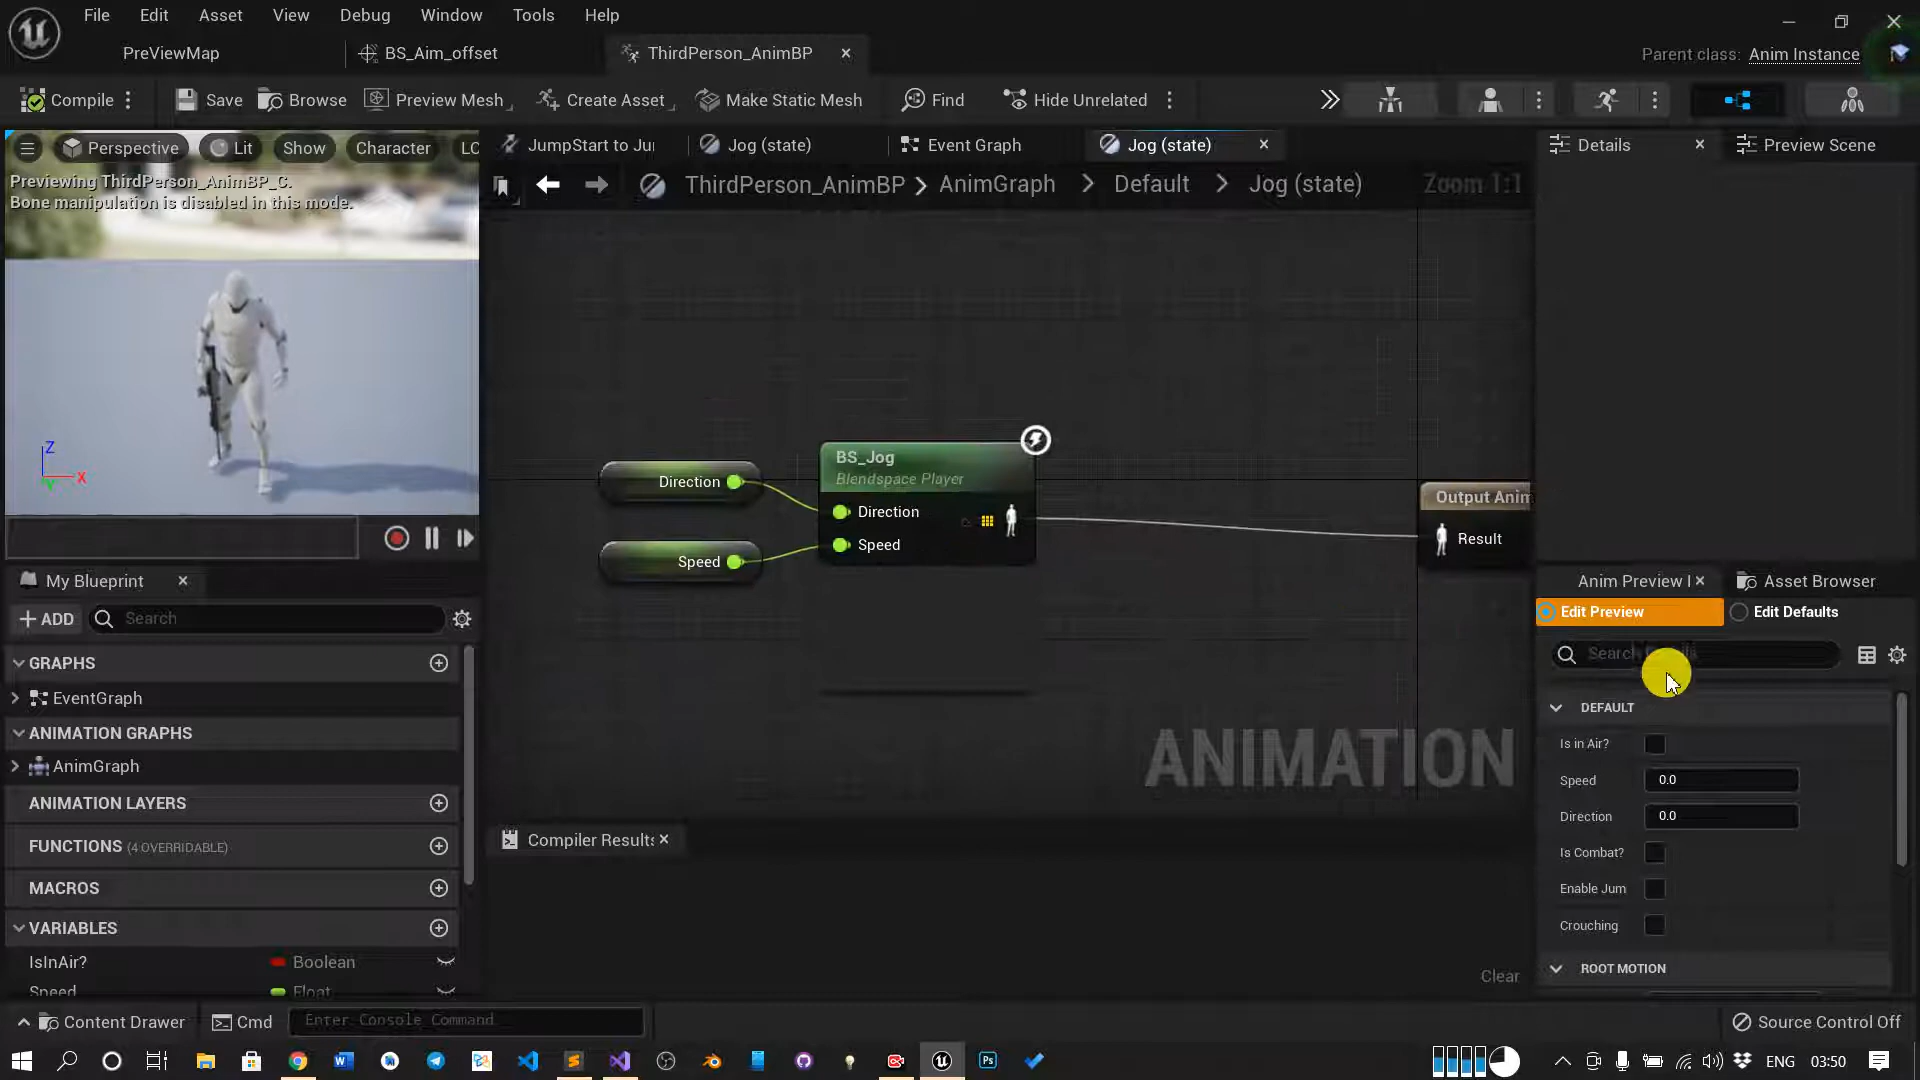 File Edit Asset View Debug Window Tools Help
PreViewMap BS_Aim_offset ThirdPerson_AnimBP Parent class: Anim Instance
Compile Save Browse Preview Mesh Create Asset Make Static Mesh Find Hide Unrelated
Perspective Lit Show Character LO
Previewing ThirdPerson_AnimBP_C.
Bone manipulation is disabled in this mode.
Z
X
Y
JumpStart to Ju Jog (state) Event Graph Jog (state)
ThirdPerson_AnimBP > AnimGraph > Default > Jog (state) Zoom 1:1
Direction
Speed
BS_Jog
Blendspace Player
Direction
Speed
Output Anim
Result
ANIMATION
Compiler Results
Clear
My Blueprint
ADD Search
GRAPHS
EventGraph
ANIMATION GRAPHS
AnimGraph
ANIMATION LAYERS
FUNCTIONS (4 OVERRIDABLE)
MACROS
VARIABLES
IsInAir? Boolean
Speed Float
Details Preview Scene
Anim Preview Asset Browser
Edit Preview Edit Defaults
Search
DEFAULT
Is in Air?
Speed 0.0
Direction 0.0
Is Combat?
Enable Jum
Crouching
ROOT MOTION
Content Drawer Cmd Enter Console Command Source Control Off
ENG 03:50